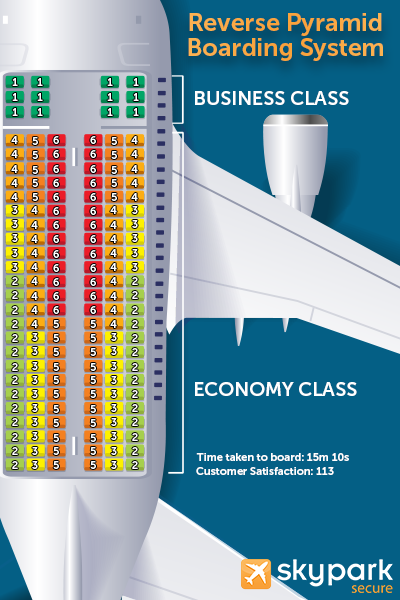 Reverse Pyramid
Boarding System
1 1 1 1
1 1 1 1
1 1 1 1
BUSINESS CLASS
4 5 6 6 5 4
4 5 6 6 5 4
4 5 6 6 5 4
4 5 6 6 5 4
4 5 6 6 5 4
3 4 6 6 4 3
3 4 6 6 4 3
3 4 6 6 4 3
3 4 6 6 4 3
3 4 6 6 4 3
2 4 6 6 4 2
2 4 6 6 4 2
2 4 6 6 4 2
2 4 5 5 4 2
2 3 5 5 3 2
2 3 5 5 3 2
2 3 5 5 3 2
2 3 5 5 3 2
2 3 5 5 3 2
2 3 5 5 3 2
2 3 5 5 3 2
2 3 5 5 3 2
2 3 5 5 3 2
2 3 5 5 3 2
ECONOMY CLASS
Time taken to board: 15m 10s
Customer Satisfaction: 113
skypark
secure